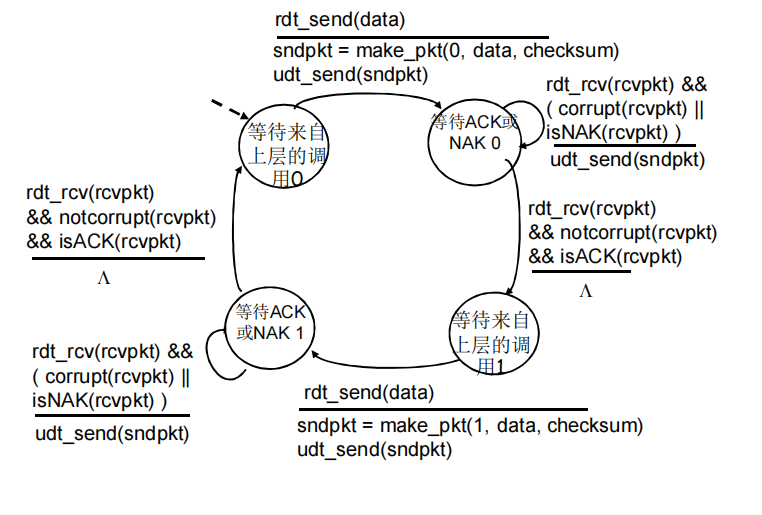 rdt_send(data)
sndpkt = make_pkt(0, data, checksum)
udt_send(sndpkt)
等待来自
上层的调
用0
等待ACK或
NAK 0
rdt_rcv(rcvpkt) &&
( corrupt(rcvpkt) ||
isNAK(rcvpkt) )
udt_send(sndpkt)
rdt_rcv(rcvpkt)
&& notcorrupt(rcvpkt)
&& isACK(rcvpkt)
Λ
rdt_rcv(rcvpkt)
&& notcorrupt(rcvpkt)
&& isACK(rcvpkt)
Λ
等待ACK
或NAK 1
等待来自
上层的调
用1
rdt_rcv(rcvpkt) &&
( corrupt(rcvpkt) ||
isNAK(rcvpkt) )
udt_send(sndpkt)
rdt_send(data)
sndpkt = make_pkt(1, data, checksum)
udt_send(sndpkt)